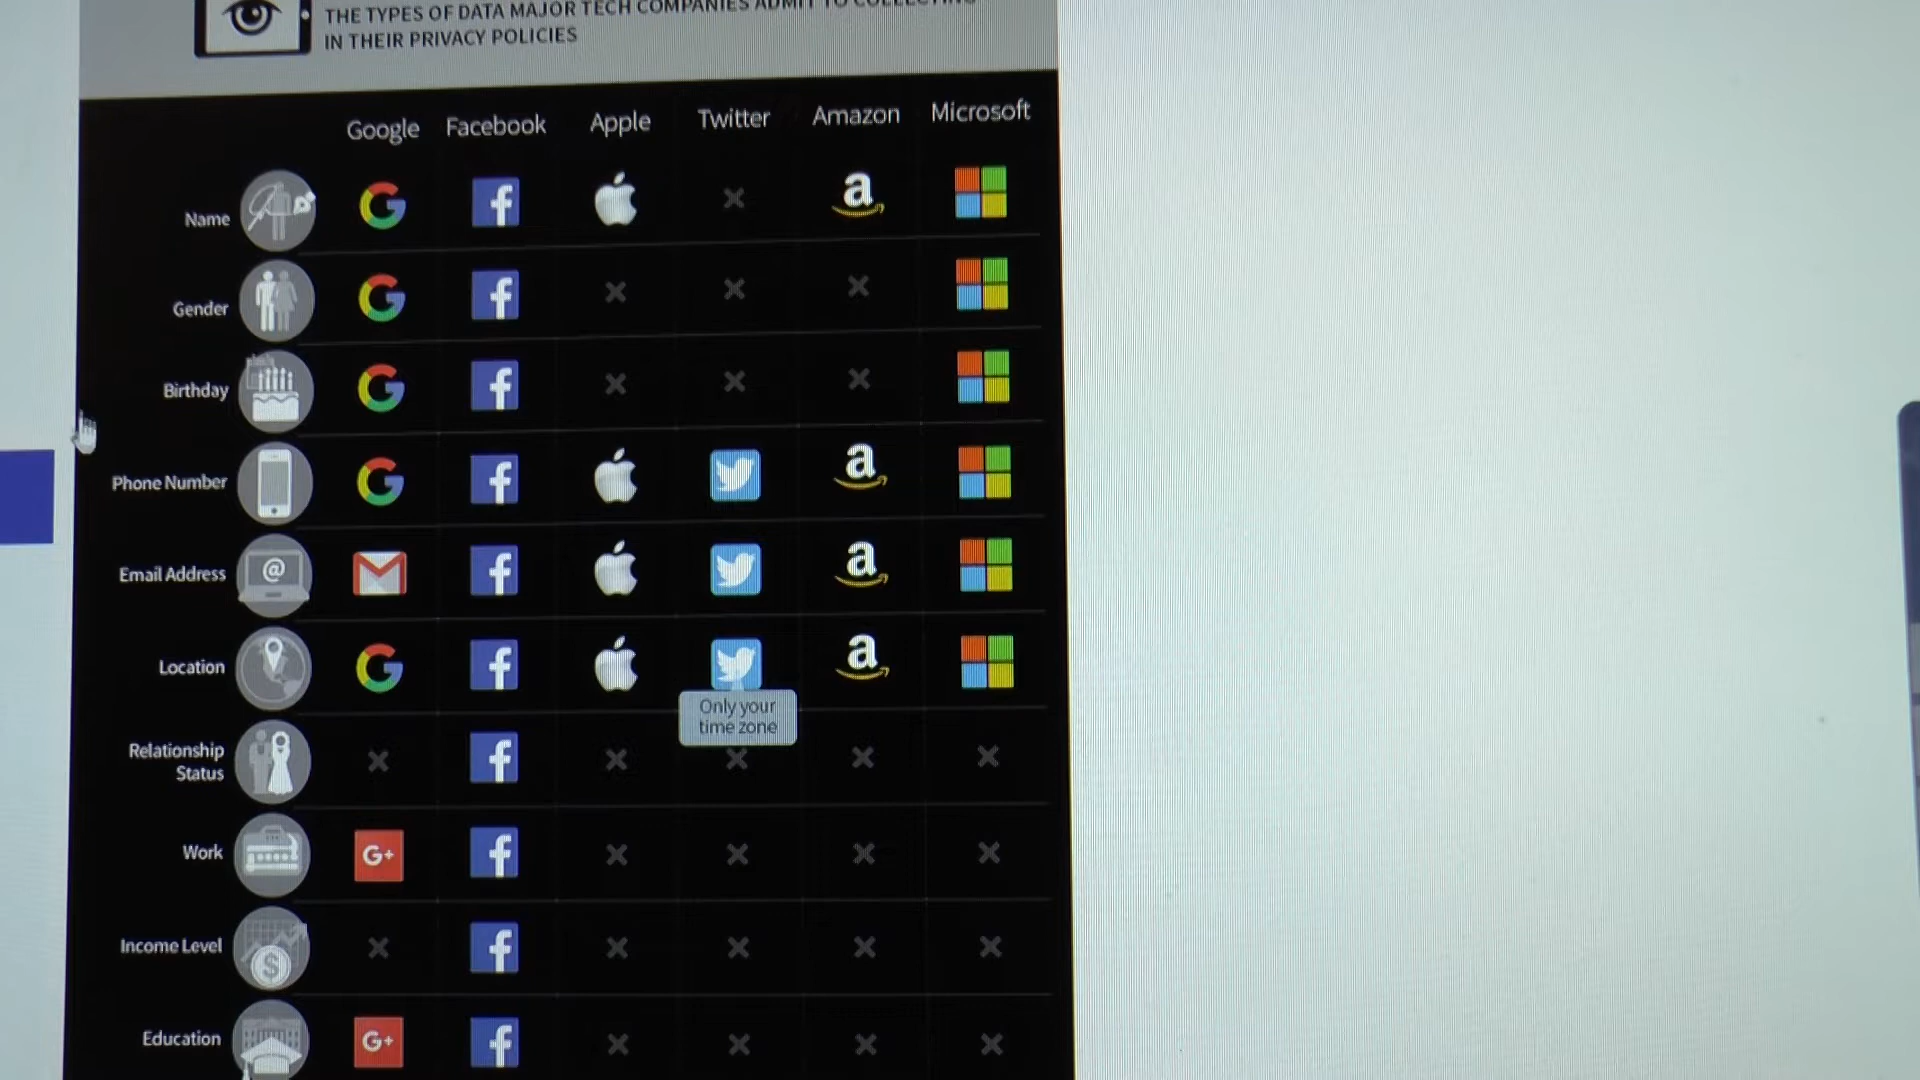 THE TYPES OF DATA MAJOR TECH COMPANIES ADMIT TO COLLECTING
IN THEIR PRIVACY POLICIES
Google Facebook Apple Twitter Amazon Microsoft
Name
Gender
Birthday
Phone Number
Email Address
@
Location
Only your
time zone
Relationship
Status
Work
G+
Income Level
$
Education
G+